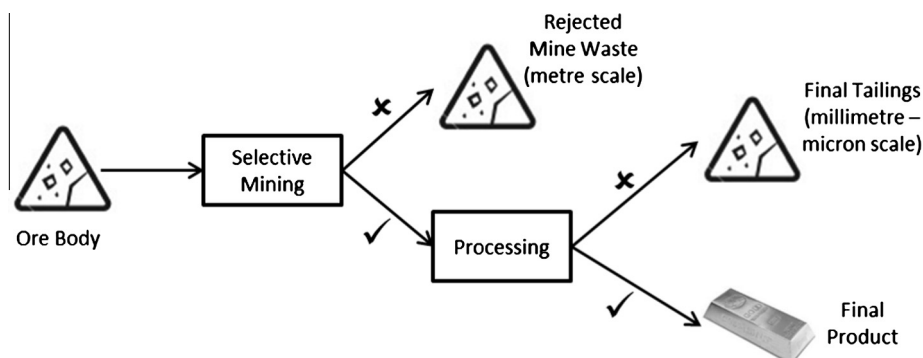 Rejected
Mine Waste
(metre scale)
Final Tailings
(millimetre –
micron scale)
Selective
Mining
Ore Body
Processing
Final
Product